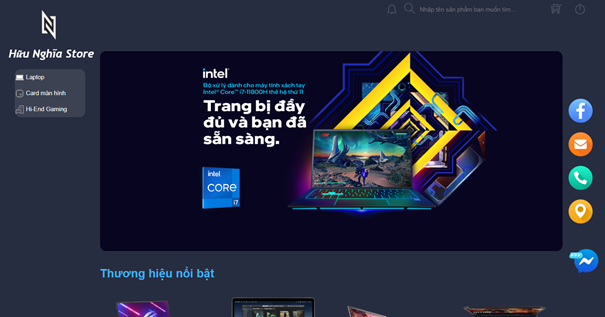 Nhập tên sản phẩm bạn muốn tìm...
Hữu Nghĩa Store
Laptop
Card màn hình
Hi-End Gaming
intel
Bộ xử lý dành cho máy tính xách tay
Intel® Core™ i7-11800H thế hệ thứ 11
Trang bị đầy
đủ và bạn đã
sẵn sàng.
intel
CORE
i7
Thương hiệu nổi bật